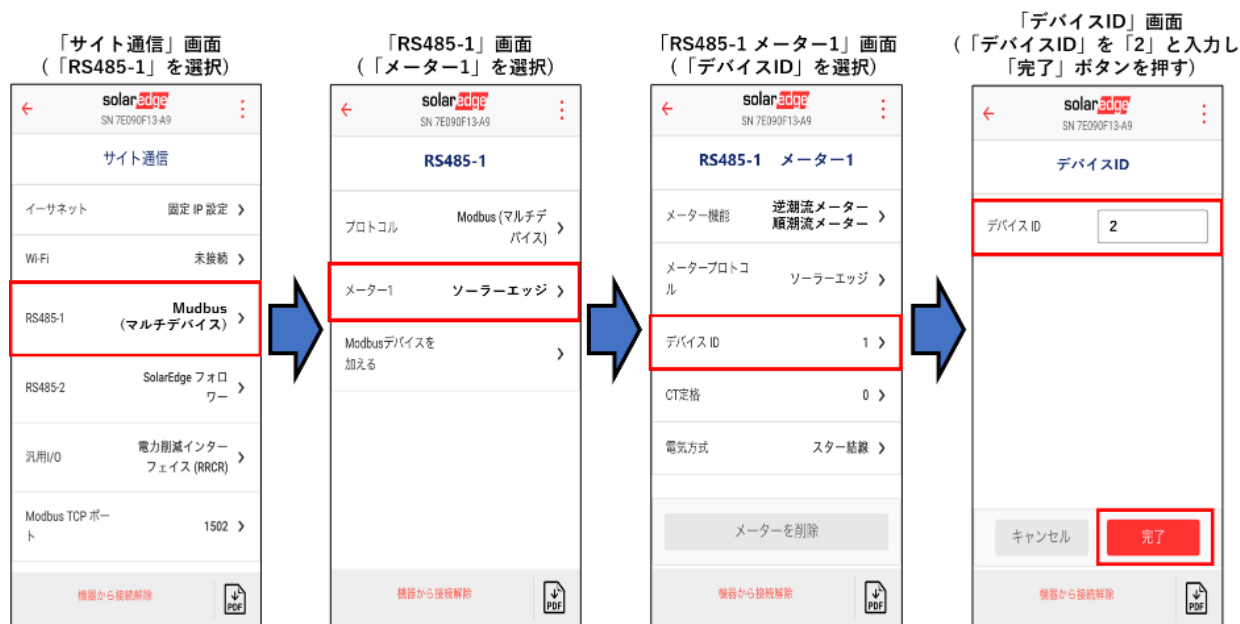 「サイト通信」画面
(「RS485-1」を選択)
solaredge
SN 7E090F13-A9
サイト通信
イーサネット 固定 IP 設定
Wi-Fi 未接続
RS485-1 Mudbus
(マルチデバイス)
RS485-2 SolarEdge フォロ
ワー
汎用I/O 電力削減インター
フェイス (RRCR)
Modbus TCP ポー
ト 1502
機器から接続解除 PDF
「RS485-1」画面
(「メーター1」を選択)
solaredge
SN 7E090F13-A9
RS485-1
プロトコル Modbus (マルチデ
バイス)
メーター1 ソーラーエッジ
Modbusデバイスを
加える
機器から接続解除 PDF
「RS485-1 メーター1」画面
(「デバイスID」を選択)
solaredge
SN 7E090F13-A9
RS485-1 メーター1
メーター機能 逆潮流メーター
順潮流メーター
メータープロトコ
ル ソーラーエッジ
デバイス ID 1
CT定格 0
電気方式 スター結線
メーターを削除
機器から接続解除 PDF
「デバイスID」画面
(「デバイスID」を「2」と入力し
「完了」ボタンを押す)
solaredge
SN 7E090F13-A9
デバイスID
デバイス ID 2
キャンセル 完了
機器から接続解除 PDF